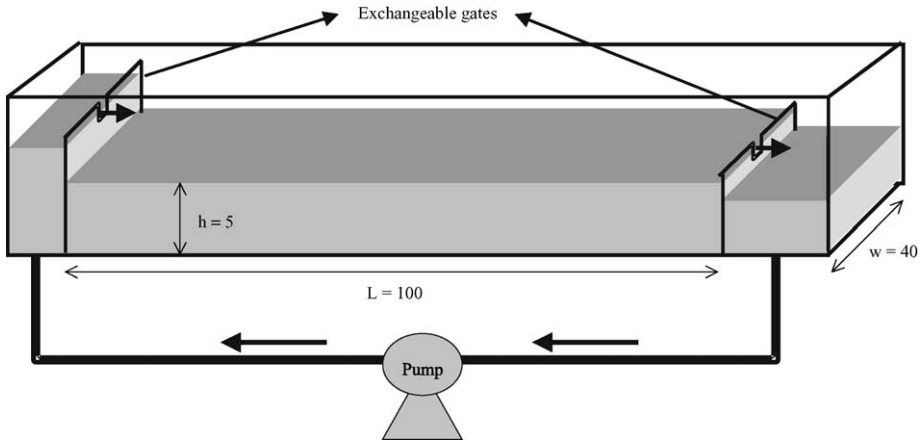 Exchangeable gates
h = 5
w = 40
L = 100
Pump